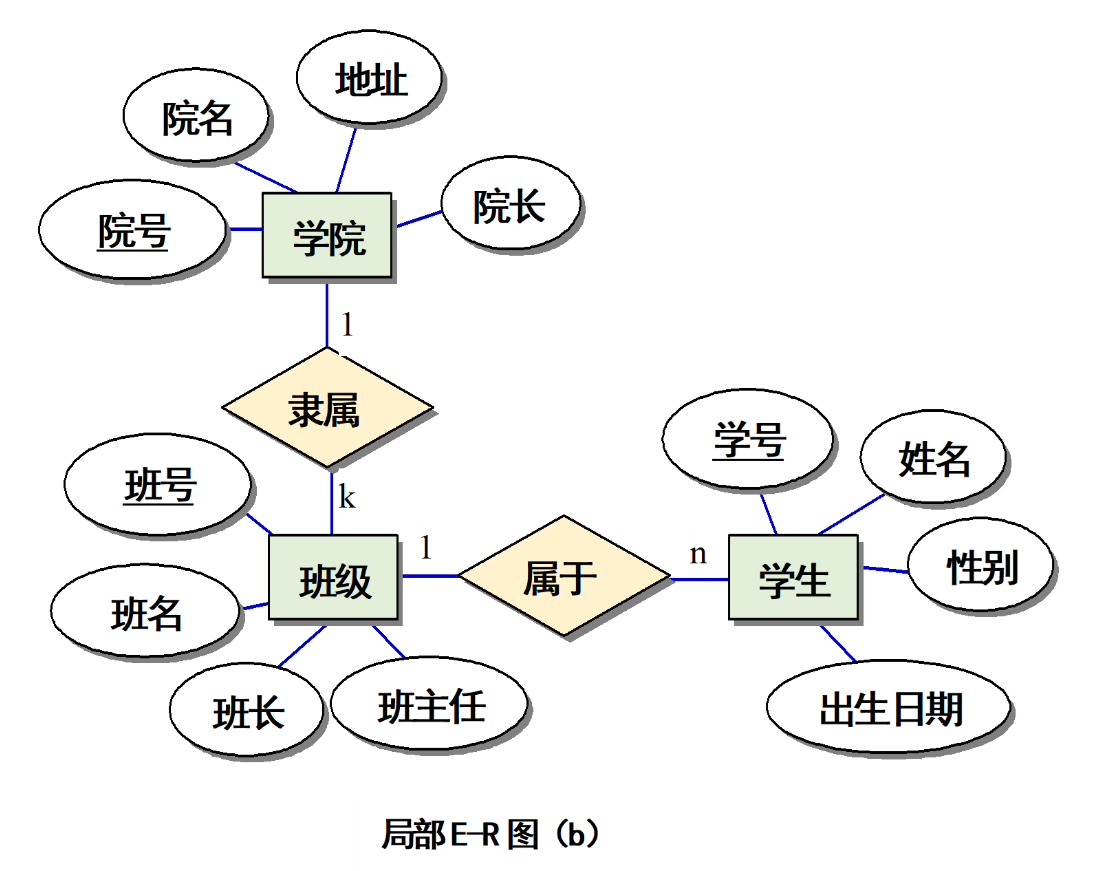 地址
院名
院长
院号
学院
1
隶属
k
班号
学号
姓名
性别
班级
1
属于
n
学生
班名
班长
班主任
出生日期
局部E-R图（b）